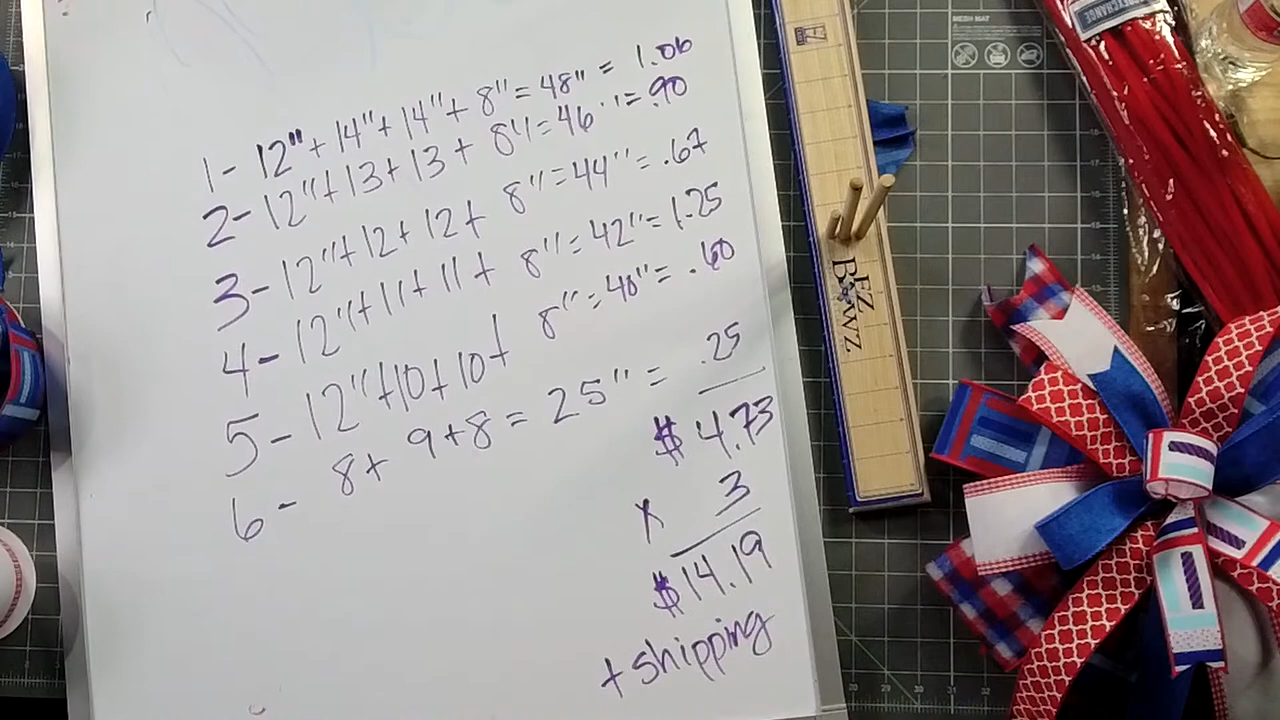 1- 12" + 14" + 14" + 8" = 48" = 1.06
2- 12" + 13 + 13 + 8" = 46" = .90
3- 12" + 12 + 12 + 8" = 44" = .67
4- 12" + 11 + 11 + 8" = 42" = 1.25
5- 12" + 10 + 10 + 8" = 40" = .60
6- 8 + 9 + 8 = 25" = .25
$ 4.73
x 3
$14.19
+ shipping
EZ
BOWZ
MESH MAT